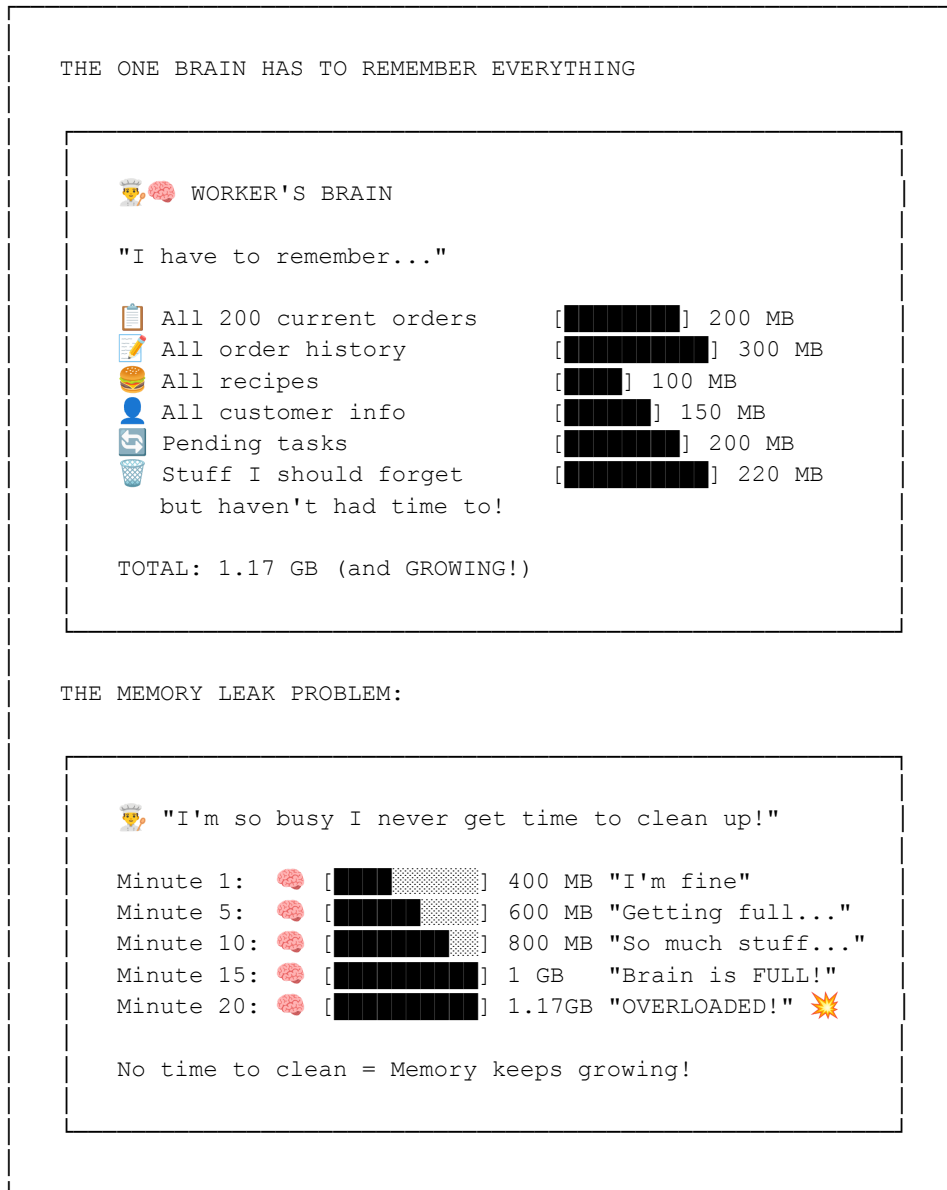 THE ONE BRAIN HAS TO REMEMBER EVERYTHING
WORKER'S BRAIN
"I have to remember..."
All 200 current orders [████████] 200 MB
All order history [██████████] 300 MB
All recipes [████] 100 MB
All customer info [██████] 150 MB
Pending tasks [████████] 200 MB
Stuff I should forget [██████████] 220 MB
but haven't had time to!
TOTAL: 1.17 GB (and GROWING!)
THE MEMORY LEAK PROBLEM:
"I'm so busy I never get time to clean up!"
Minute 1: [████░░░░░░] 400 MB "I'm fine"
Minute 5: [██████░░░░] 600 MB "Getting full..."
Minute 10: [████████░░] 800 MB "So much stuff..."
Minute 15: [██████████] 1 GB "Brain is FULL!"
Minute 20: [██████████] 1.17GB "OVERLOADED!"
No time to clean = Memory keeps growing!